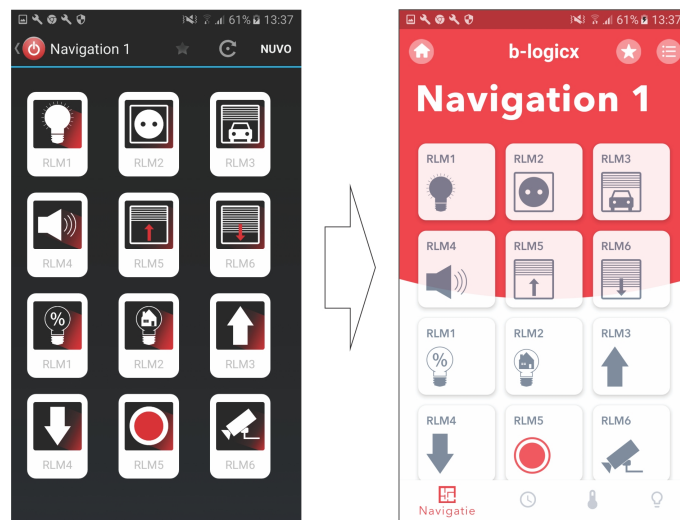 61% 13:37
Navigation 1 NUVO
RLM1 RLM2 RLM3
RLM4 RLM5 RLM6
%
RLM1 RLM2 RLM3
RLM4 RLM5 RLM6
61% 13:37
b-logicx
Navigation 1
RLM1 RLM2 RLM3
RLM4 RLM5 RLM6
RLM1 RLM2 RLM3
%
RLM4 RLM5 RLM6
Navigatie